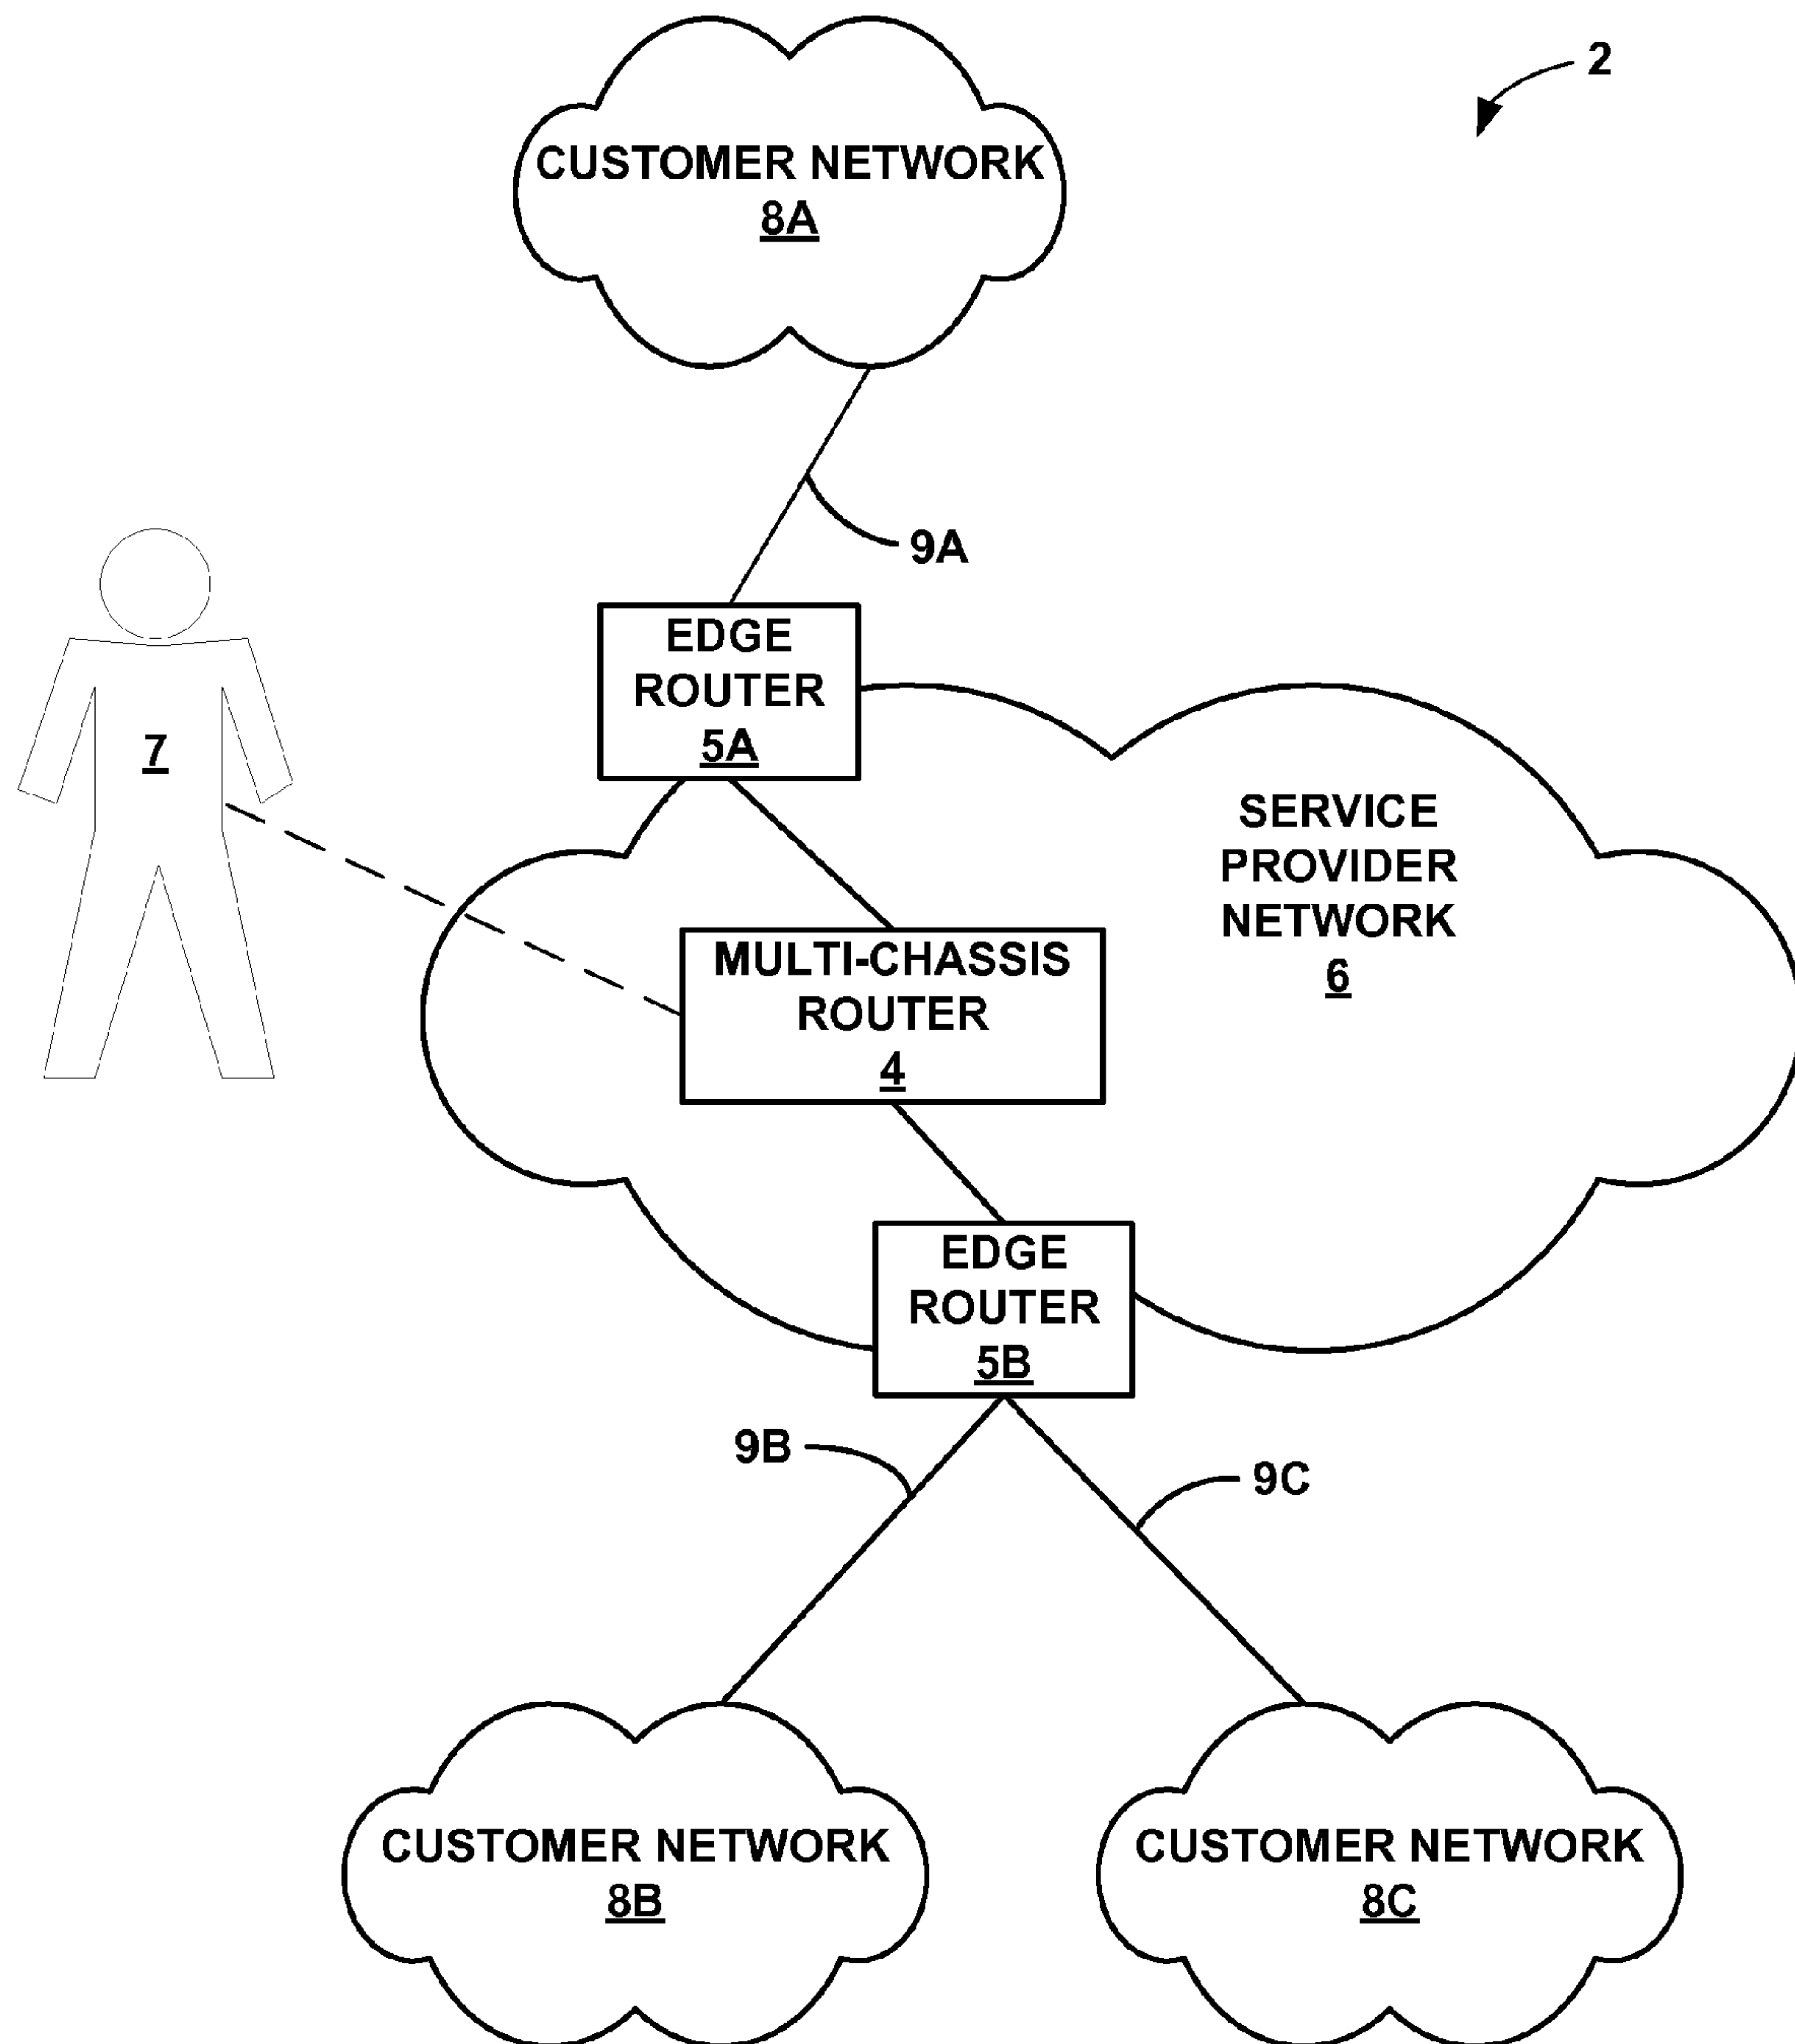 2
CUSTOMER NETWORK
8A
9A
EDGE
ROUTER
5A
7
SERVICE
PROVIDER
NETWORK
6
MULTI-CHASSIS
ROUTER
4
EDGE
ROUTER
5B
9B
9C
CUSTOMER NETWORK
8B
CUSTOMER NETWORK
8C